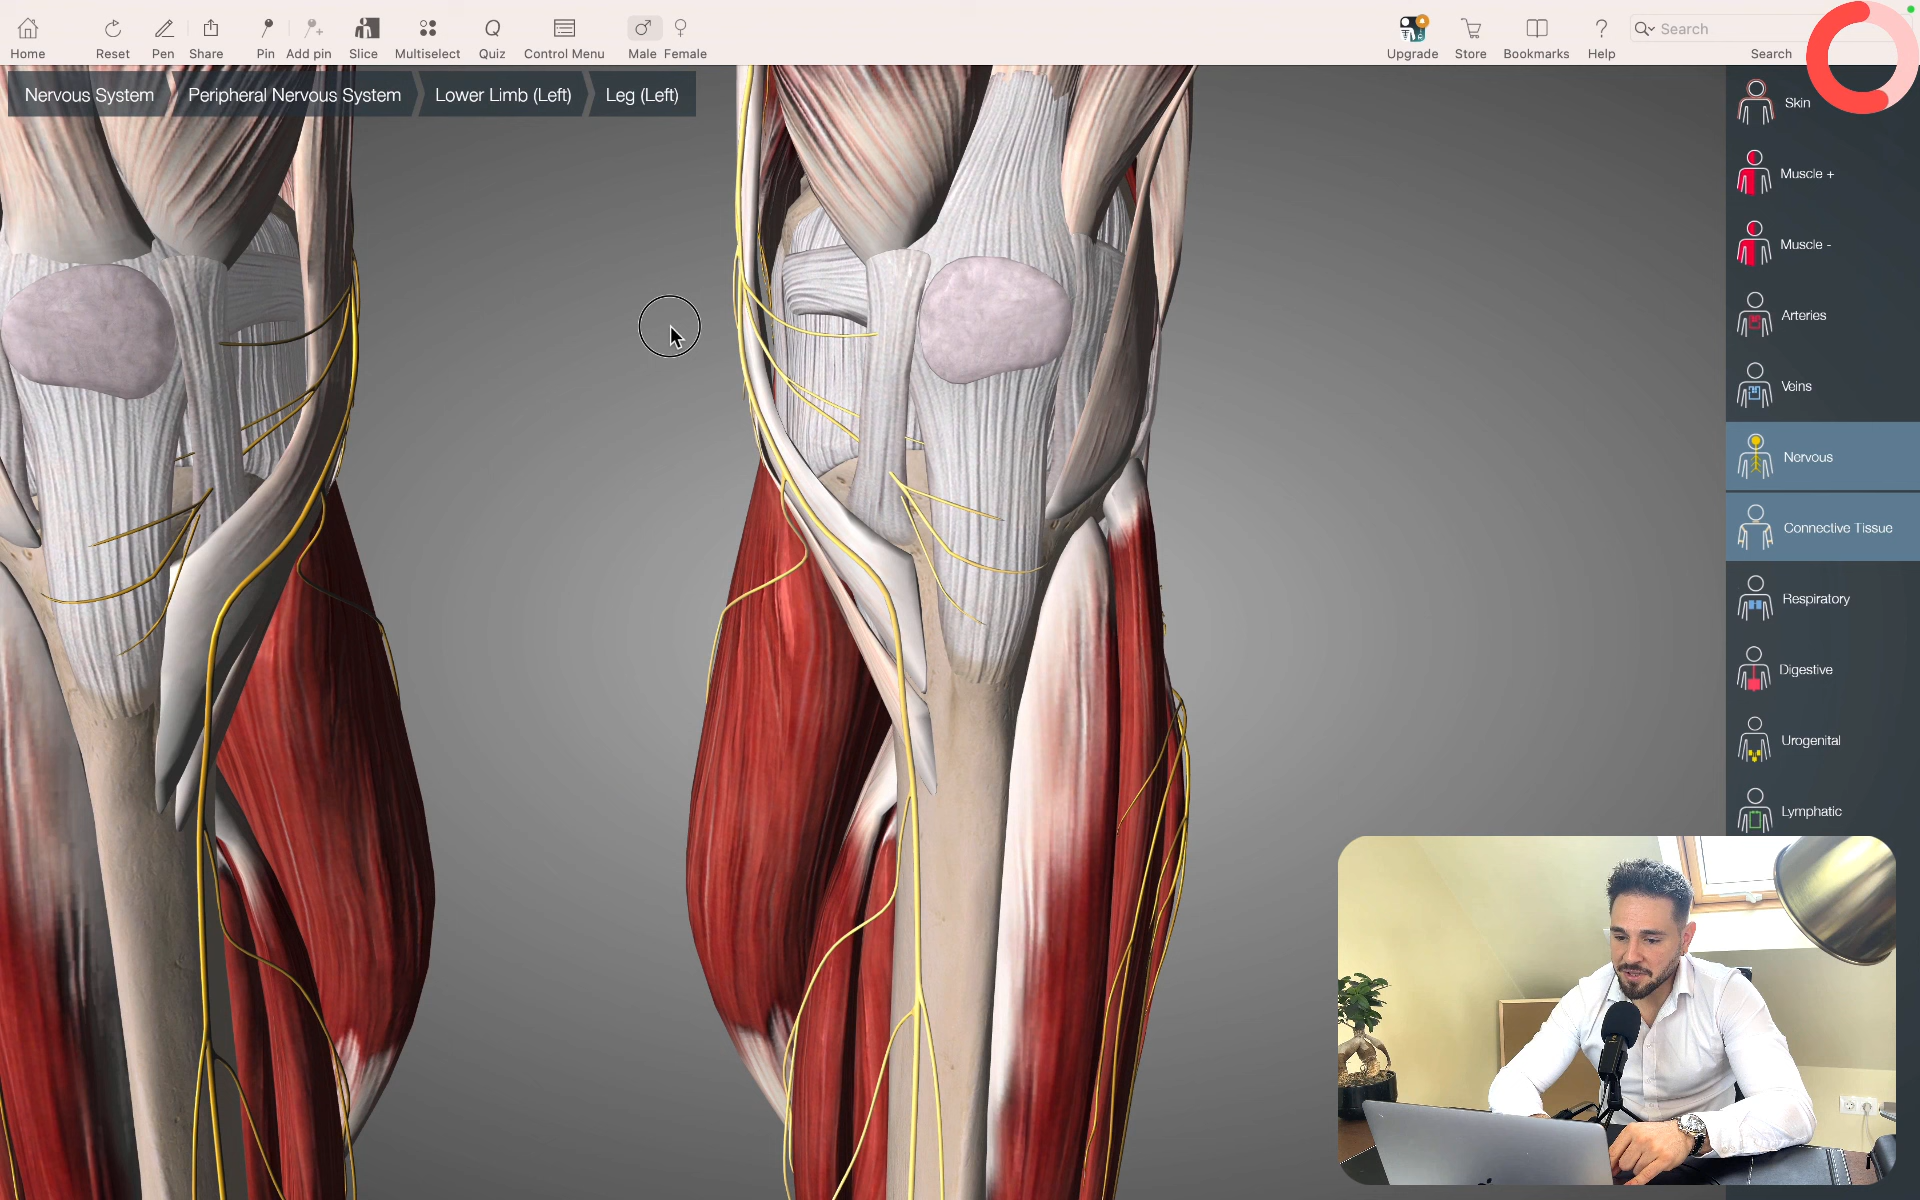 Home
Reset
Pen
Share
Pin
Add pin
Slice
Multiselect
Q
Quiz
Control Menu
Male
Female
Upgrade
Store
Bookmarks
?
Help
Search
Search
Nervous System
Peripheral Nervous System
Lower Limb (Left)
Leg (Left)
Skin
Muscle +
Muscle -
Arteries
Veins
Nervous
Connective Tissue
Respiratory
Digestive
Urogenital
Lymphatic